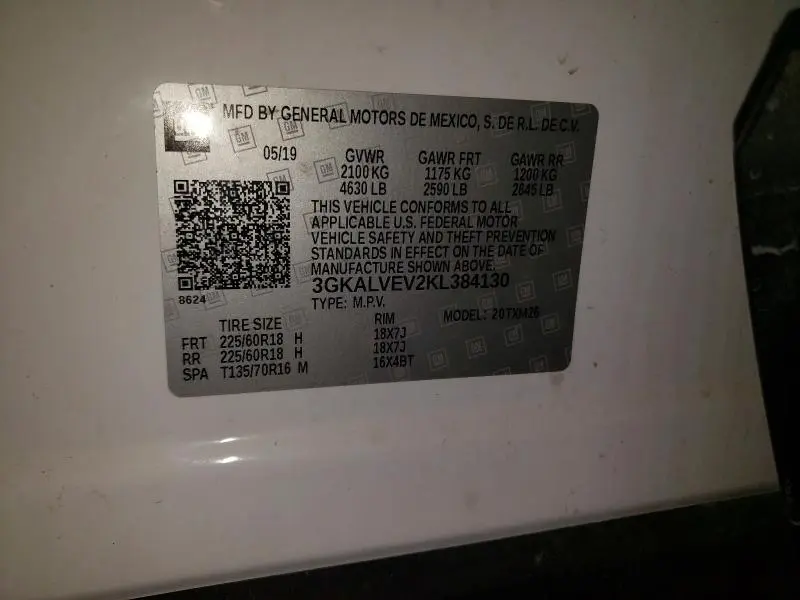 GM
MFD BY GENERAL MOTORS DE MEXICO, S. DE R.L. DE C.V.
05/19 GVWR GAWR FRT GAWR RR
2100 KG 1175 KG 1200 KG
4630 LB 2590 LB 2645 LB
THIS VEHICLE CONFORMS TO ALL
APPLICABLE U.S. FEDERAL MOTOR
VEHICLE SAFETY AND THEFT PREVENTION
STANDARDS IN EFFECT ON THE DATE OF
MANUFACTURE SHOWN ABOVE.
3GKALVEV2KL384130
8624
TYPE: M.P.V. MODEL: 20TXM26
TIRE SIZE RIM
FRT 225/60R18 H 18X7J
RR 225/60R18 H 18X7J
SPA T135/70R16 M 16X4BT